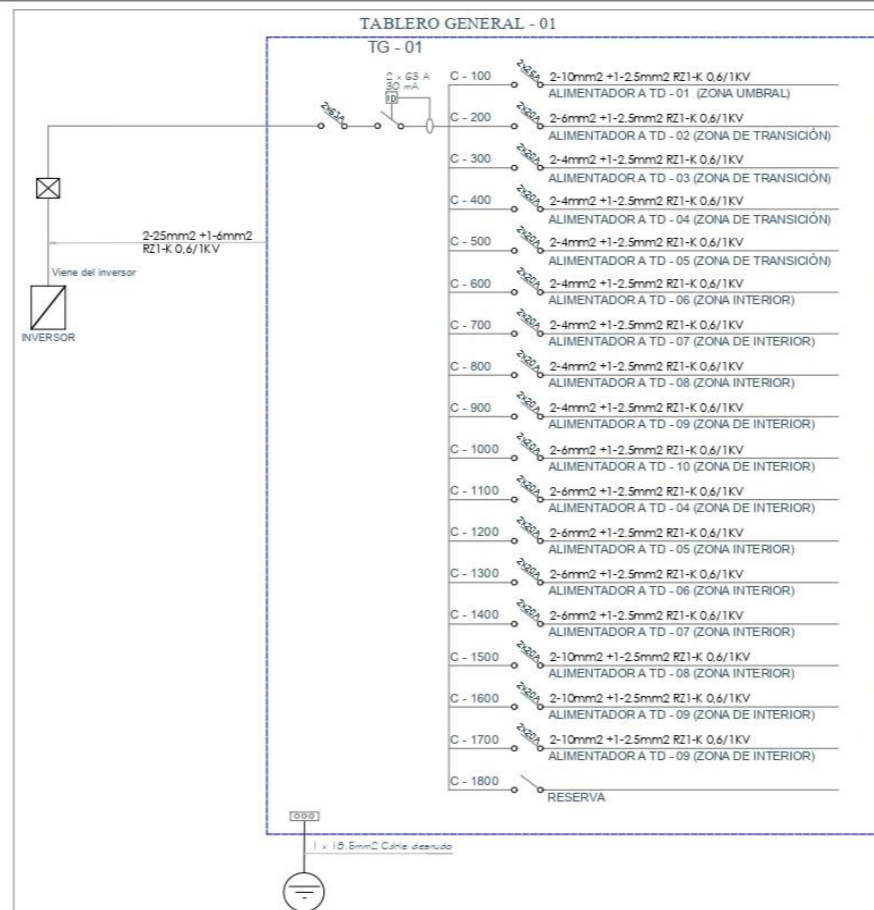 TABLERO GENERAL - 01
TG - 01
2 x 63 A
30 mA
ID
2x63A
2-25mm2 +1-6mm2
RZ1-K 0,6/1KV
Viene del inversor
INVERSOR
C - 100 2x25A 2-10mm2 +1-2.5mm2 RZ1-K 0,6/1KV
ALIMENTADOR A TD - 01 (ZONA UMBRAL)
C - 200 2x20A 2-6mm2 +1-2.5mm2 RZ1-K 0,6/1KV
ALIMENTADOR A TD - 02 (ZONA DE TRANSICIÓN)
C - 300 2x20A 2-4mm2 +1-2.5mm2 RZ1-K 0,6/1KV
ALIMENTADOR A TD - 03 (ZONA DE TRANSICIÓN)
C - 400 2x20A 2-4mm2 +1-2.5mm2 RZ1-K 0,6/1KV
ALIMENTADOR A TD - 04 (ZONA DE TRANSICIÓN)
C - 500 2x20A 2-4mm2 +1-2.5mm2 RZ1-K 0,6/1KV
ALIMENTADOR A TD - 05 (ZONA DE TRANSICIÓN)
C - 600 2x20A 2-4mm2 +1-2.5mm2 RZ1-K 0,6/1KV
ALIMENTADOR A TD - 06 (ZONA INTERIOR)
C - 700 2x20A 2-4mm2 +1-2.5mm2 RZ1-K 0,6/1KV
ALIMENTADOR A TD - 07 (ZONA DE INTERIOR)
C - 800 2x20A 2-4mm2 +1-2.5mm2 RZ1-K 0,6/1KV
ALIMENTADOR A TD - 08 (ZONA INTERIOR)
C - 900 2x20A 2-4mm2 +1-2.5mm2 RZ1-K 0,6/1KV
ALIMENTADOR A TD - 09 (ZONA DE INTERIOR)
C - 1000 2x20A 2-6mm2 +1-2.5mm2 RZ1-K 0,6/1KV
ALIMENTADOR A TD - 10 (ZONA DE INTERIOR)
C - 1100 2x20A 2-6mm2 +1-2.5mm2 RZ1-K 0,6/1KV
ALIMENTADOR A TD - 04 (ZONA DE INTERIOR)
C - 1200 2x20A 2-6mm2 +1-2.5mm2 RZ1-K 0,6/1KV
ALIMENTADOR A TD - 05 (ZONA INTERIOR)
C - 1300 2x20A 2-6mm2 +1-2.5mm2 RZ1-K 0,6/1KV
ALIMENTADOR A TD - 06 (ZONA INTERIOR)
C - 1400 2x20A 2-6mm2 +1-2.5mm2 RZ1-K 0,6/1KV
ALIMENTADOR A TD - 07 (ZONA INTERIOR)
C - 1500 2x20A 2-10mm2 +1-2.5mm2 RZ1-K 0,6/1KV
ALIMENTADOR A TD - 08 (ZONA INTERIOR)
C - 1600 2x20A 2-10mm2 +1-2.5mm2 RZ1-K 0,6/1KV
ALIMENTADOR A TD - 09 (ZONA DE INTERIOR)
C - 1700 2x20A 2-10mm2 +1-2.5mm2 RZ1-K 0,6/1KV
ALIMENTADOR A TD - 09 (ZONA DE INTERIOR)
C - 1800
RESERVA
1 x 18.5mm2 Cable desnudo